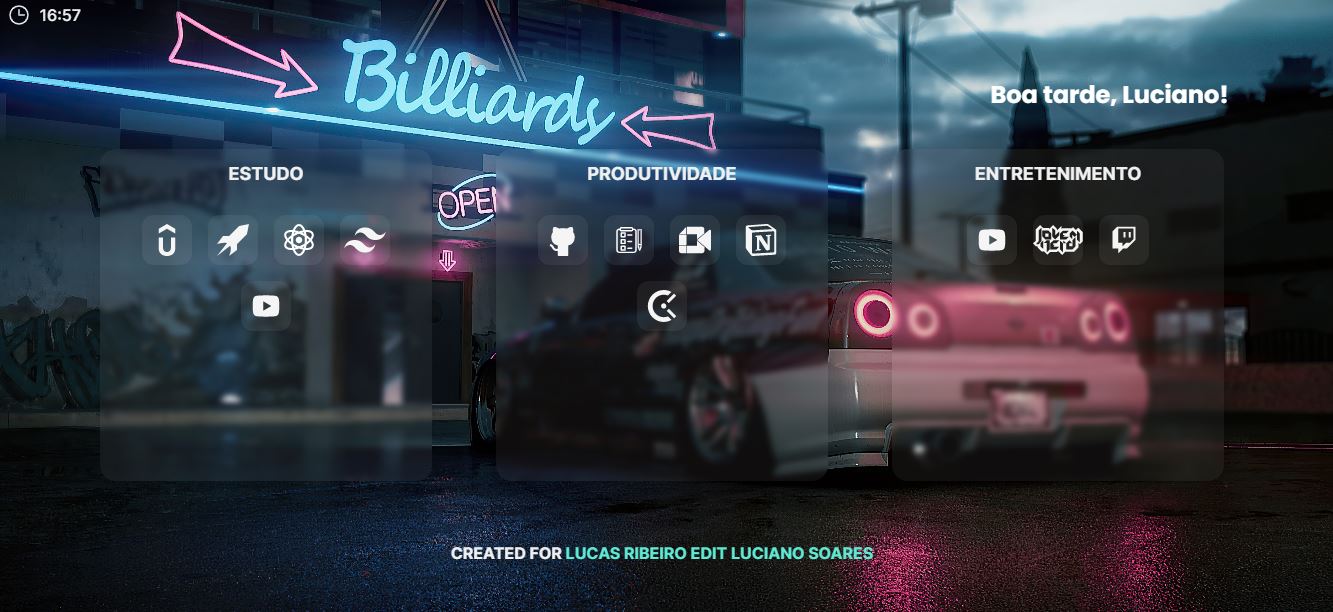 16:57
Billiards
Boa tarde, Luciano!
ESTUDO
PRODUTIVIDADE
ENTRETENIMENTO
OPEN
N
CREATED FOR LUCAS RIBEIRO EDIT LUCIANO SOARES